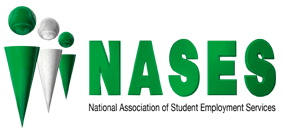 NASES
National Association of Student Employment Services